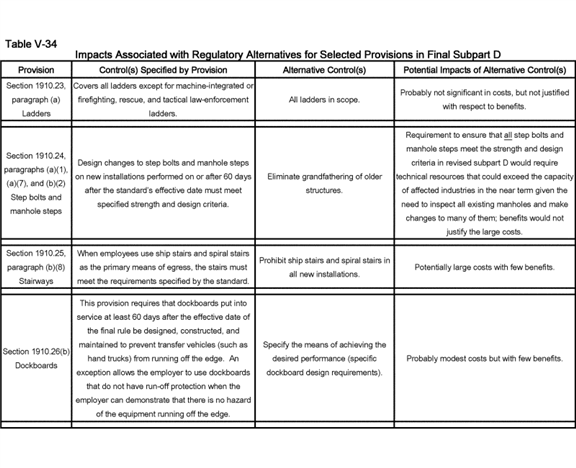 Table V-34
Impacts Associated with Regulatory Alternatives for Selected Provisions in Final Subpart D
Provision
Control(s) Specified by Provision
Alternative Control(s)
Potential Impacts of Alternative Control(s)
Section 1910.23,
paragraph (a)
Ladders
Covers all ladders except for machine-integrated or
firefighting, rescue, and tactical law-enforcement
ladders.
All ladders in scope.
Probably not significant in costs, but not justified
with respect to benefits.
Section 1910.24,
paragraphs (a)(1),
(a)(7), and (b)(2)
Step bolts and
manhole steps
Design changes to step bolts and manhole steps
on new installations performed on or after 60 days
after the standard's effective date must meet
specified strength and design criteria.
Eliminate grandfathering of older
structures.
Requirement to ensure that all step bolts and
manhole steps meet the strength and design
criteria in revised subpart D would require
technical resources that could exceed the capacity
of affected industries in the near term given the
need to inspect all existing manholes and make
changes to many of them; benefits would not
justify the large costs.
Section 1910.25,
paragraph (b)(8)
Stairways
When employees use ship stairs and spiral stairs
as the primary means of egress, the stairs must
meet the requirements specified by the standard.
Prohibit ship stairs and spiral stairs in
all new installations.
Potentially large costs with few benefits.
Section 1910.26(b)
Dockboards
This provision requires that dockboards put into
service at least 60 days after the effective date of
the final rule be designed, constructed, and
maintained to prevent transfer vehicles (such as
hand trucks) from running off the edge. An
exception allows the employer to use dockboards
that do not have run-off protection when the
employer can demonstrate that there is no hazard
of the equipment running off the edge.
Specify the means of achieving the
desired performance (specific
dockboard design requirements).
Probably modest costs but with few benefits.